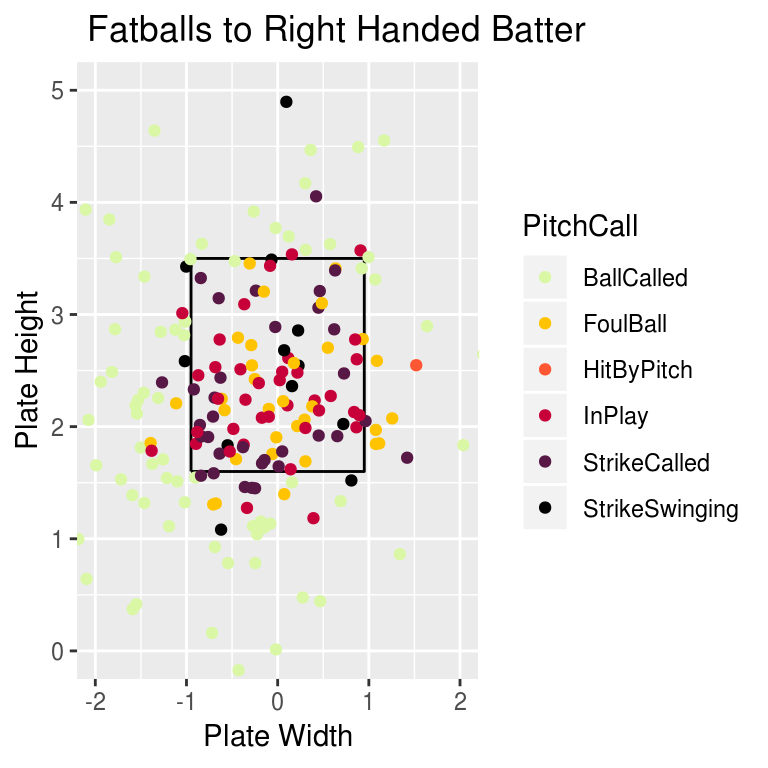 Fatballs to Right Handed Batter
5
4
3
2
1
0
-2
-1
0
1
2
Plate Height
Plate Width
PitchCall
BallCalled
FoulBall
HitByPitch
InPlay
StrikeCalled
StrikeSwinging